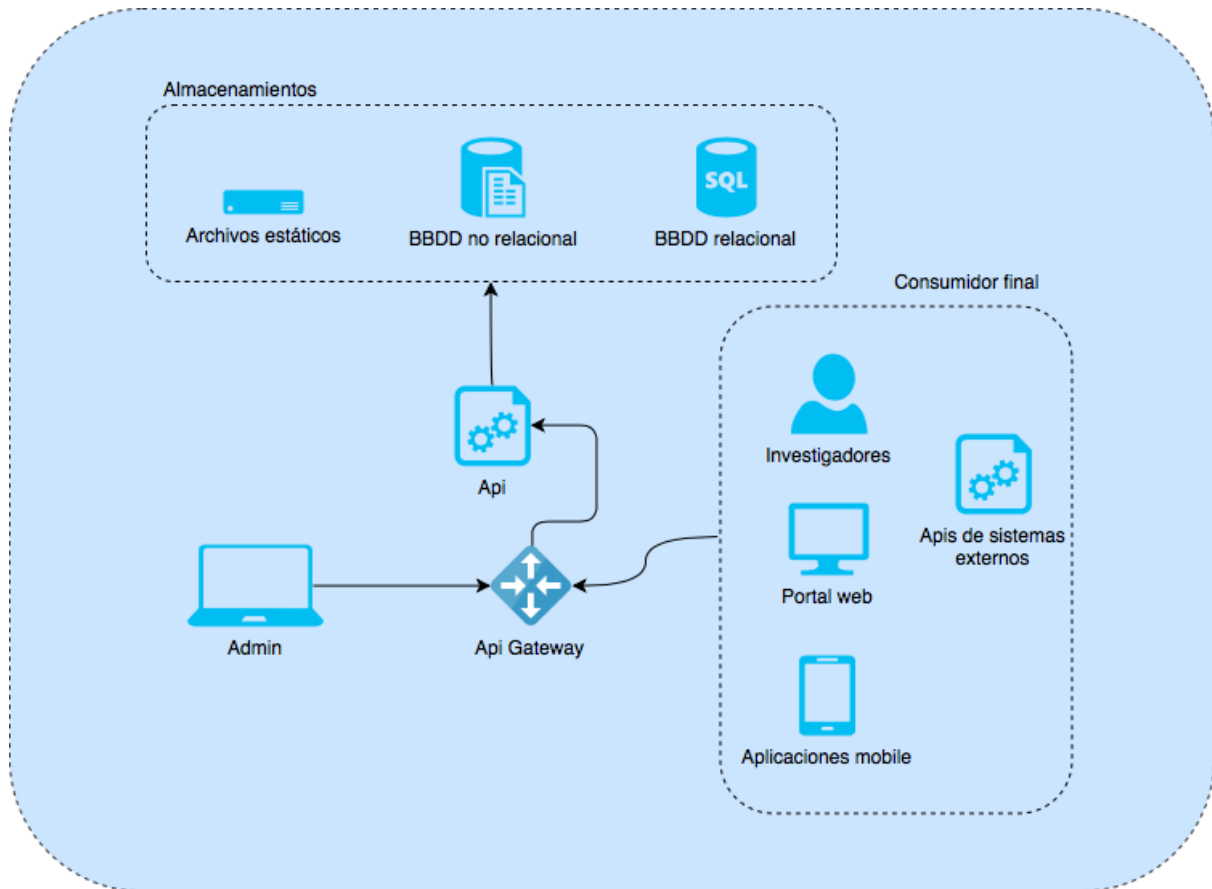 Almacenamientos
SQL
Archivos estáticos
BBDD no relacional
BBDD relacional
Consumidor final
Investigadores
Api
Apis de sistemas
externos
Portal web
Admin
Api Gateway
Aplicaciones mobile